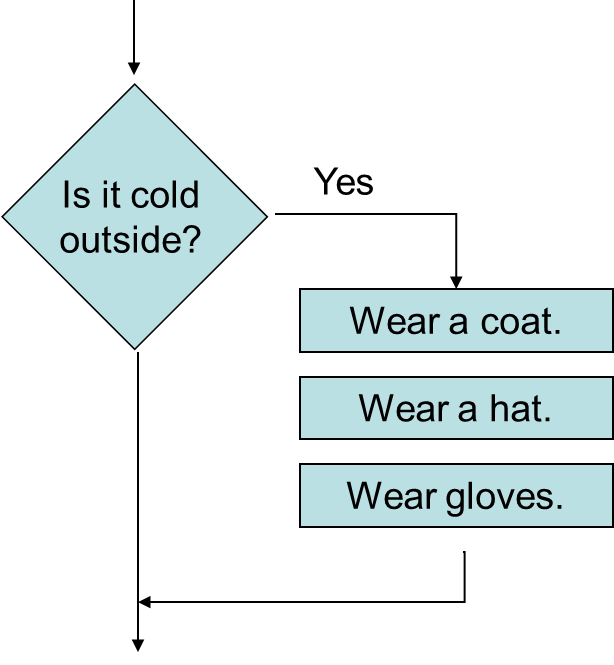 Is it cold
outside?
Yes
Wear a coat.
Wear a hat.
Wear gloves.